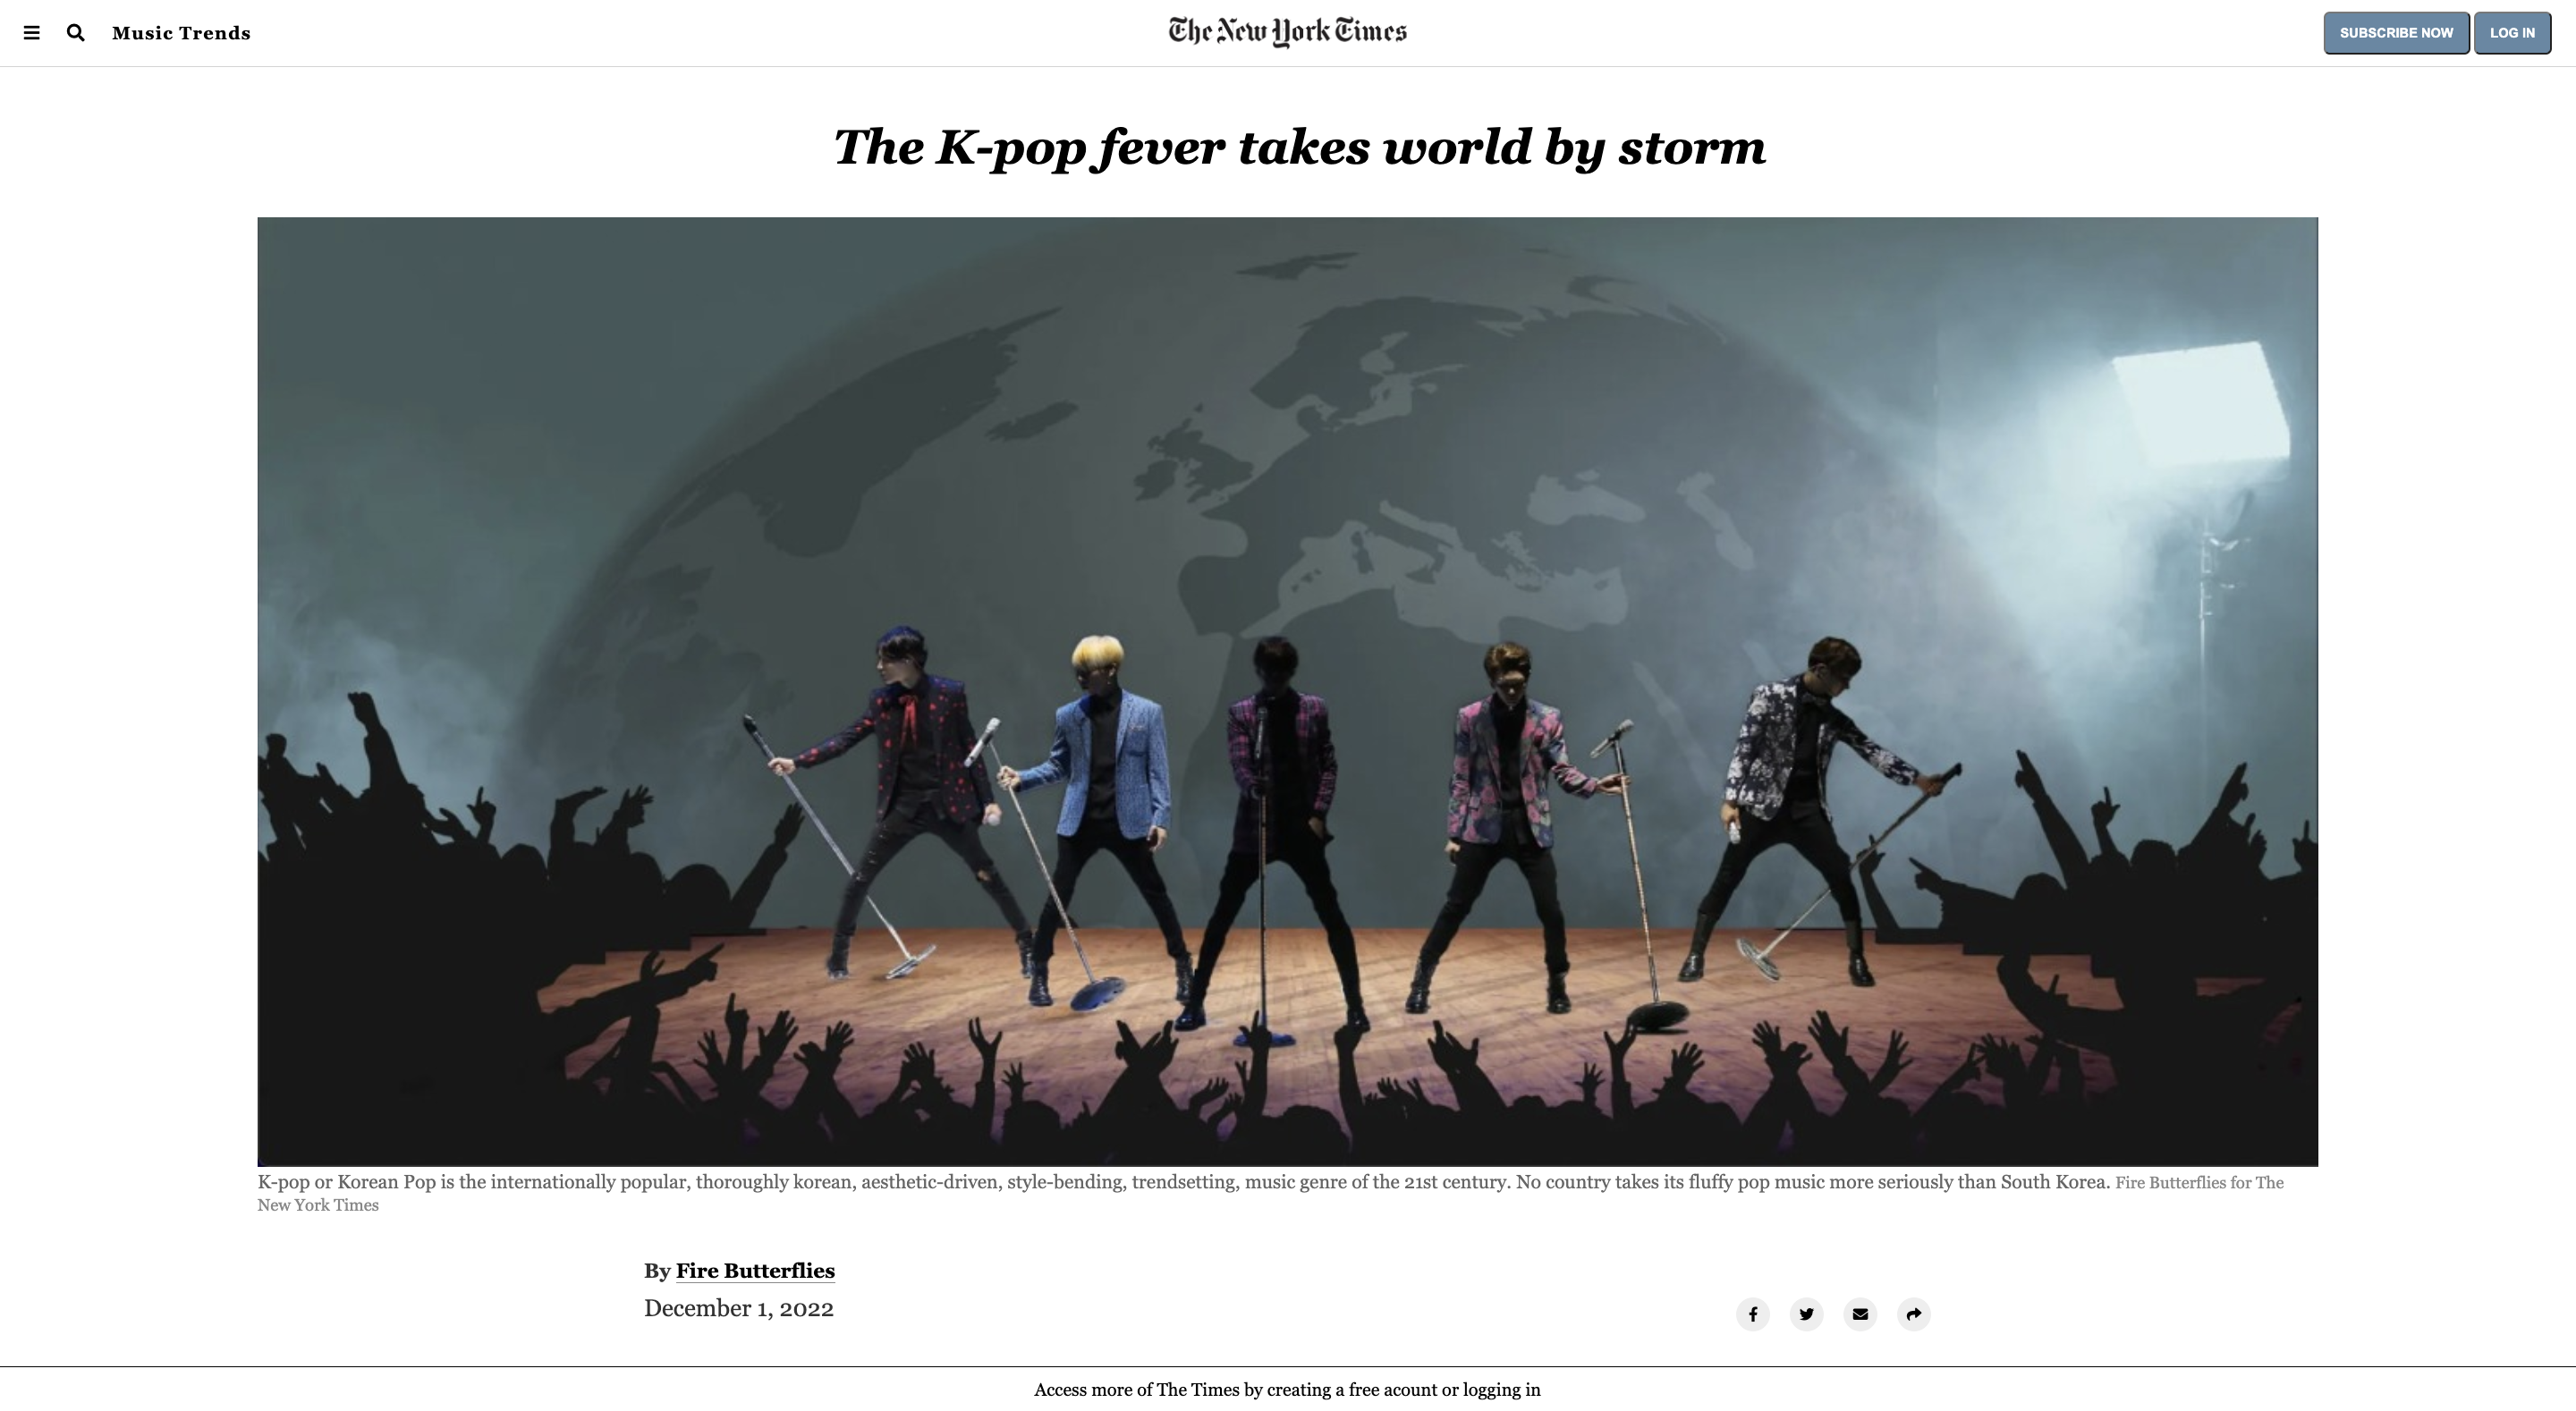 Music Trends
The New York Times
SUBSCRIBE NOW
LOG IN
The K-pop fever takes world by storm
K-pop or Korean Pop is the internationally popular, thoroughly korean, aesthetic-driven, style-bending, trendsetting, music genre of the 21st century. No country takes its fluffy pop music more seriously than South Korea. Fire Butterflies for The
New York Times
By Fire Butterflies
December 1, 2022
Access more of The Times by creating a free acount or logging in